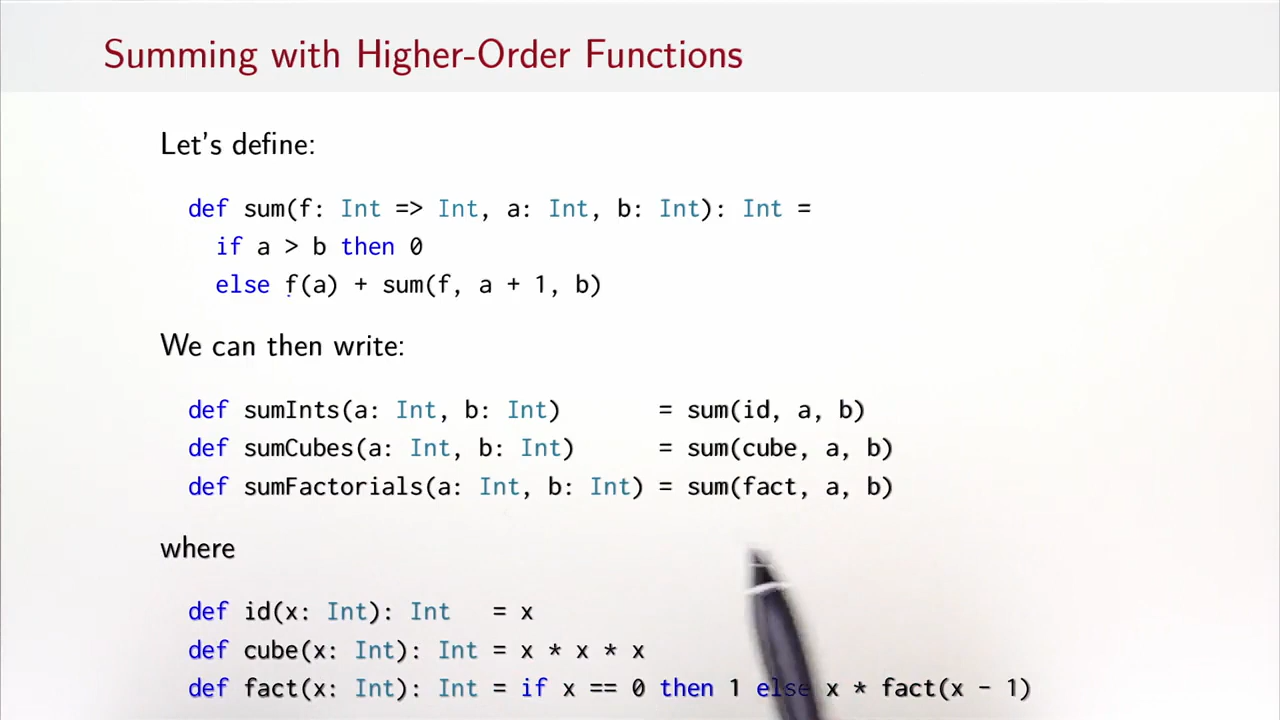 Summing with Higher-Order Functions
Let's define:
def sum(f: Int => Int, a: Int, b: Int): Int =
if a > b then 0
else f(a) + sum(f, a + 1, b)
We can then write:
def sumInts(a: Int, b: Int) = sum(id, a, b)
def sumCubes(a: Int, b: Int) = sum(cube, a, b)
def sumFactorials(a: Int, b: Int) = sum(fact, a, b)
where
def id(x: Int): Int = x
def cube(x: Int): Int = x * x * x
def fact(x: Int): Int = if x == 0 then 1 else x * fact(x - 1)